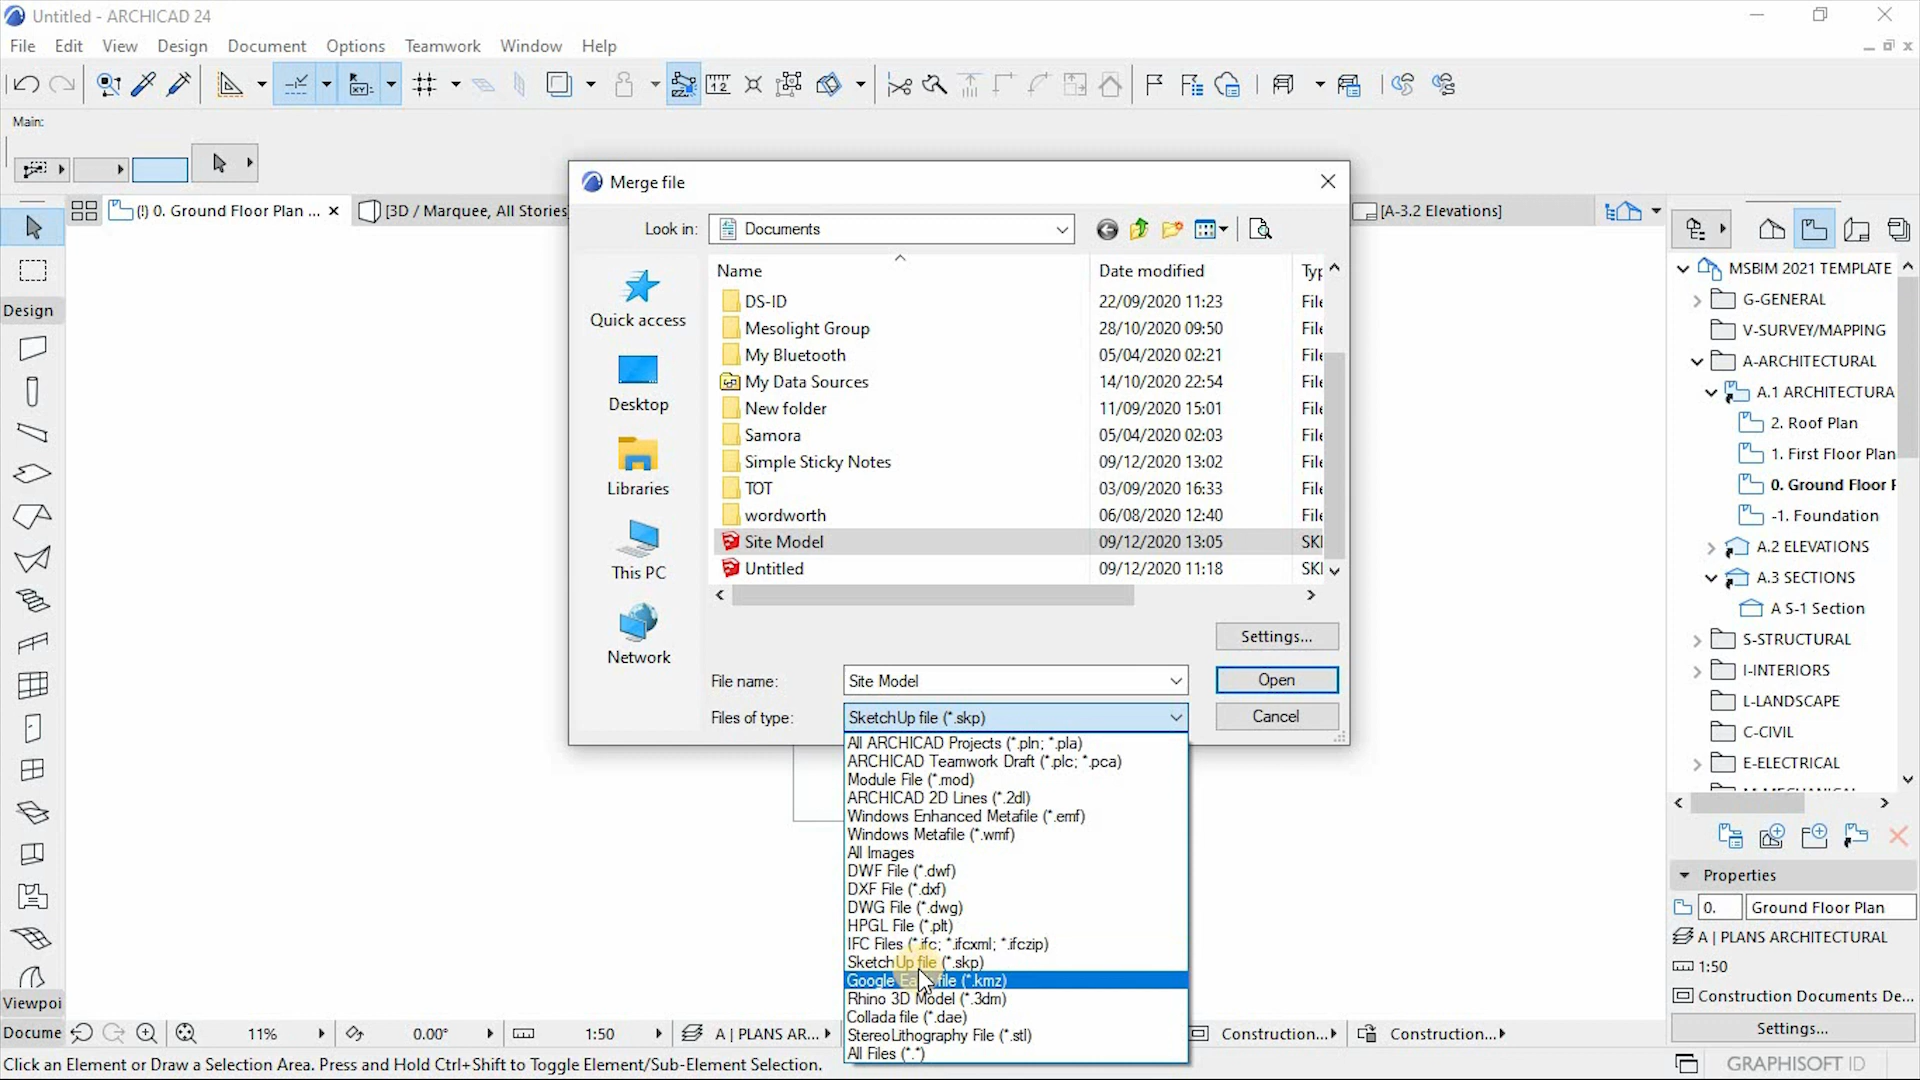 Untitled - ARCHICAD 24
File Edit View Design Document Options Teamwork Window Help
Main:
(!) 0. Ground Floor Plan ...
[3D / Marquee, All Stories]
[A-3.2 Elevations]
Design
Merge file
Look in: Documents
Name Date modified Typ
DS-ID 22/09/2020 11:23 File
Mesolight Group 28/10/2020 09:50 File
My Bluetooth 05/04/2020 02:21 File
My Data Sources 14/10/2020 22:54 File
New folder 11/09/2020 15:01 File
Samora 05/04/2020 02:03 File
Simple Sticky Notes 09/12/2020 13:02 File
TOT 03/09/2020 16:33 File
wordworth 06/08/2020 12:40 File
Site Model 09/12/2020 13:05 SKI
Untitled 09/12/2020 11:18 SKI
Quick access
Desktop
Libraries
This PC
Network
Settings...
File name: Site Model Open
Files of type: SketchUp file (*.skp) Cancel
All ARCHICAD Projects (*.pln; *.pla)
ARCHICAD Teamwork Draft (*.plc; *.pca)
Module File (*.mod)
ARCHICAD 2D Lines (*.2dl)
Windows Enhanced Metafile (*.emf)
Windows Metafile (*.wmf)
All Images
DWF File (*.dwf)
DXF File (*.dxf)
DWG File (*.dwg)
HPGL File (*.plt)
IFC Files (*.ifc; *.ifcxml; *.ifczip)
SketchUp file (*.skp)
Google Earth file (*.kmz)
Rhino 3D Model (*.3dm)
Collada file (*.dae)
StereoLithography File (*.stl)
All Files (*.*)
MSBIM 2021 TEMPLATE
G-GENERAL
V-SURVEY/MAPPING
A-ARCHITECTURAL
A.1 ARCHITECTURA
2. Roof Plan
1. First Floor Plan
0. Ground Floor P
-1. Foundation
A.2 ELEVATIONS
A.3 SECTIONS
A S-1 Section
S-STRUCTURAL
I-INTERIORS
L-LANDSCAPE
C-CIVIL
E-ELECTRICAL
Properties
0. Ground Floor Plan
A | PLANS ARCHITECTURAL
1:50
Construction Documents De...
Settings...
Viewpoi
Docume 11% 0.00° 1:50 A | PLANS AR... Construction... Construction...
Click an Element or Draw a Selection Area. Press and Hold Ctrl+Shift to Toggle Element/Sub-Element Selection.
GRAPHISOFT ID